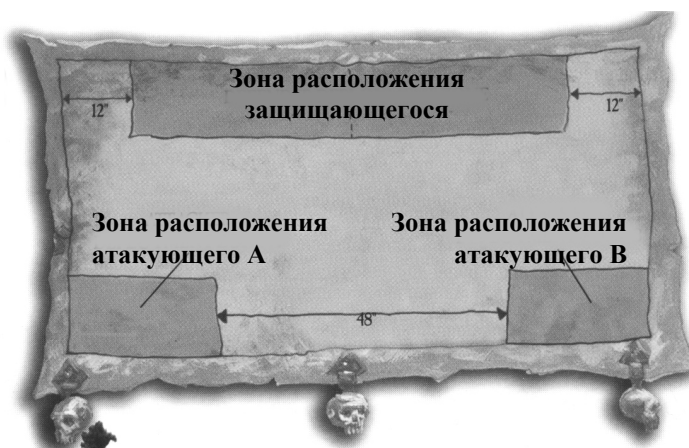 Зона расположения
защищающегося
12"
12"
Зона расположения
атакующего А
Зона расположения
атакующего В
48"